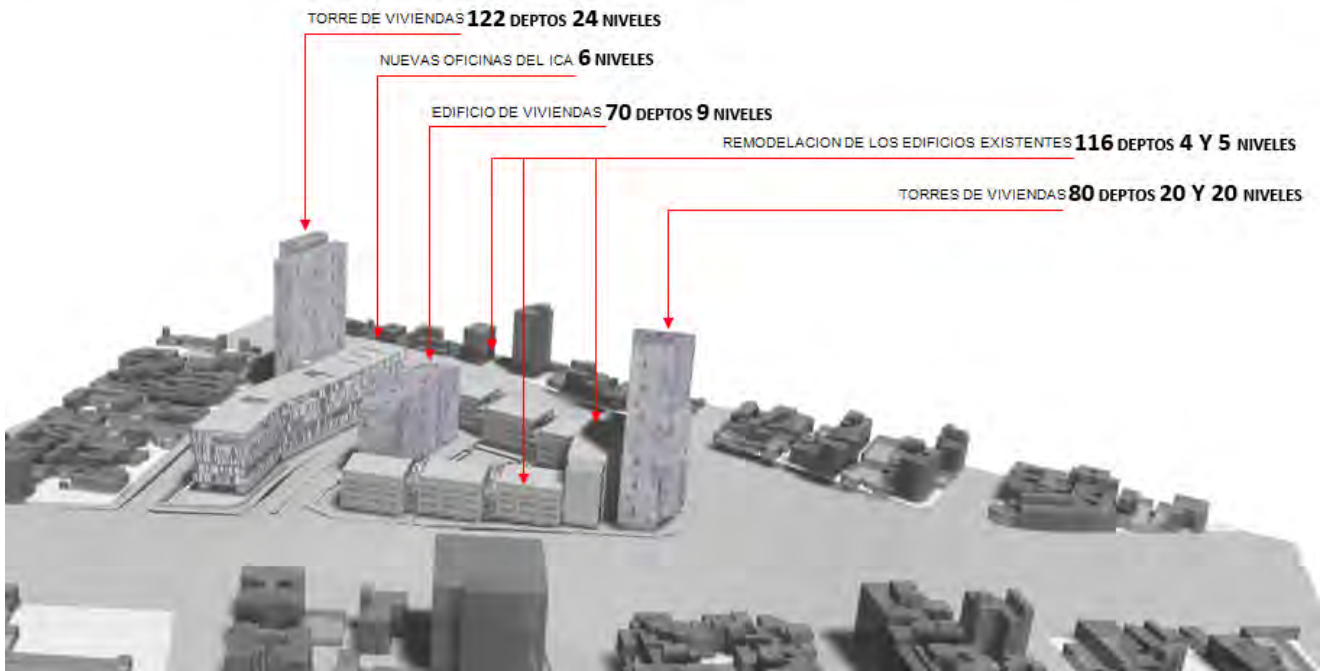 TORRE DE VIVIENDAS 122 DEPTOS 24 NIVELES
NUEVAS OFICINAS DEL ICA 6 NIVELES
EDIFICIO DE VIVIENDAS 70 DEPTOS 9 NIVELES
REMODELACION DE LOS EDIFICIOS EXISTENTES 116 DEPTOS 4 Y 5 NIVELES
TORRES DE VIVIENDAS 80 DEPTOS 20 Y 20 NIVELES